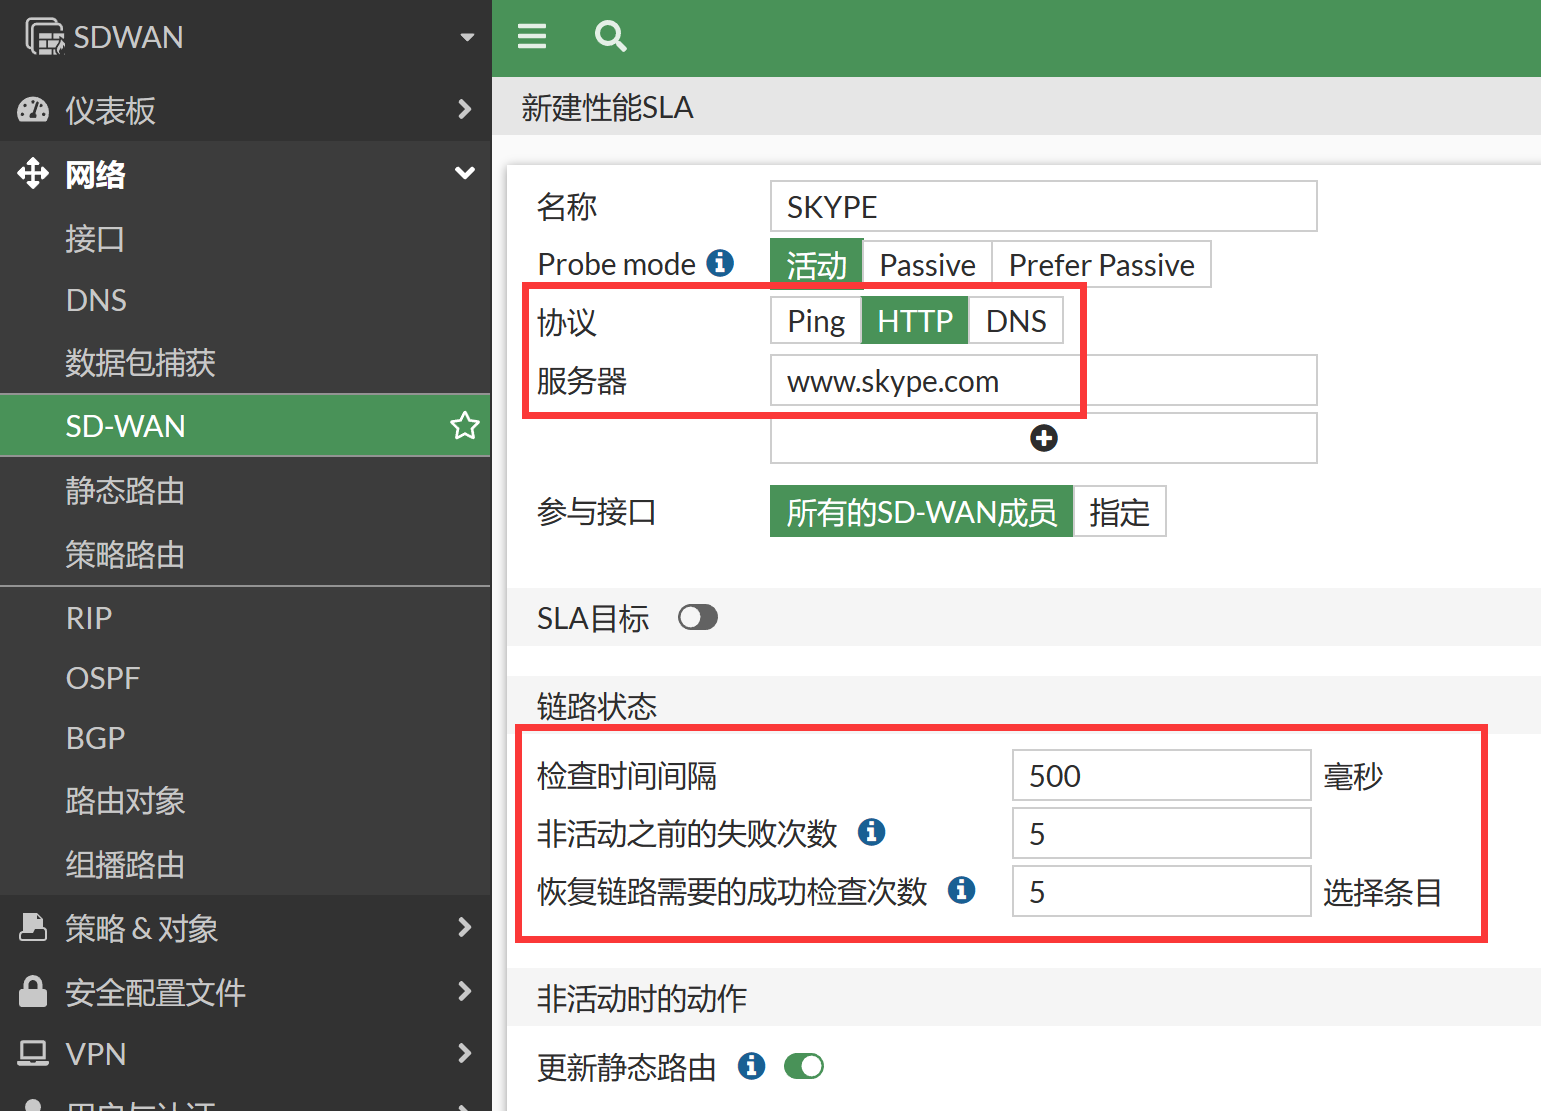 SDWAN
仪表板
网络
接口
DNS
数据包捕获
SD-WAN
静态路由
策略路由
RIP
OSPF
BGP
路由对象
组播路由
策略 & 对象
安全配置文件
VPN
用户与认证
新建性能SLA
名称 SKYPE
Probe mode 活动 Passive Prefer Passive
协议 Ping HTTP DNS
服务器 www.skype.com
参与接口 所有的SD-WAN成员 指定
SLA目标
链路状态
检查时间间隔 500 毫秒
非活动之前的失败次数 5
恢复链路需要的成功检查次数 5 选择条目
非活动时的动作
更新静态路由